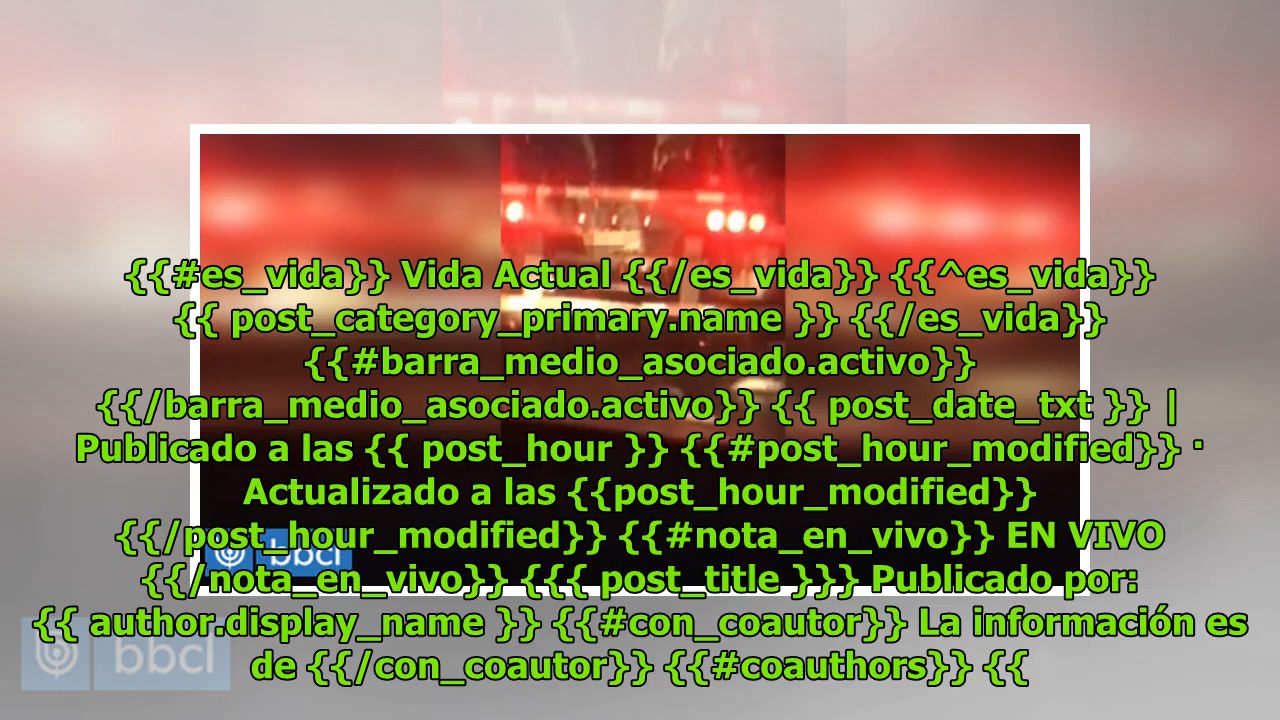 {{#es_vida}} Vida Actual {{/es_vida}} {{^es_vida}}
{{ post_category_primary.name }} {{/es_vida}}
{{#barra_medio_asociado.activo}}
{{/barra_medio_asociado.activo}} {{ post_date_txt }} |
Publicado a las {{ post_hour }} {{#post_hour_modified}} ·
Actualizado a las {{post_hour_modified}}
{{/post_hour_modified}} {{#nota_en_vivo}} EN VIVO
{{/nota_en_vivo}} {{{ post_title }}} Publicado por:
{{ author.display_name }} {{#con_coautor}} La información es
de {{/con_coautor}} {{#coauthors}} {{
bbcl
bbcl